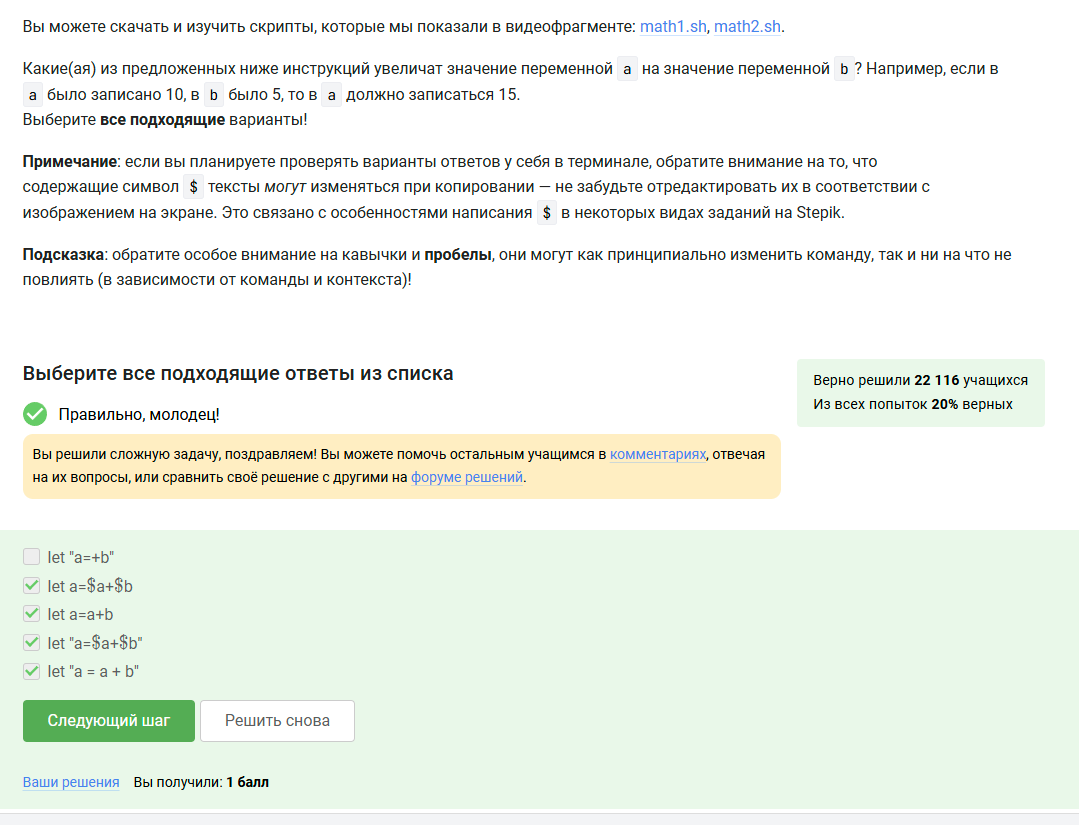 Вы можете скачать и изучить скрипты, которые мы показали в видеофрагменте: math1.sh, math2.sh.
Какие(ая) из предложенных ниже инструкций увеличат значение переменной a на значение переменной b ? Например, если в
a было записано 10, в b было 5, то в a должно записаться 15.
Выберите все подходящие варианты!
Примечание: если вы планируете проверять варианты ответов у себя в терминале, обратите внимание на то, что
содержащие символ $ тексты могут изменяться при копировании — не забудьте отредактировать их в соответствии с
изображением на экране. Это связано с особенностями написания $ в некоторых видах заданий на Stepik.
Подсказка: обратите особое внимание на кавычки и пробелы, они могут как принципиально изменить команду, так и ни на что не
повлиять (в зависимости от команды и контекста)!
Выберите все подходящие ответы из списка
Верно решили 22 116 учащихся
Из всех попыток 20% верных
Правильно, молодец!
Вы решили сложную задачу, поздравляем! Вы можете помочь остальным учащимся в комментариях, отвечая
на их вопросы, или сравнить своё решение с другими на форуме решений.
let "a=+b"
let a=$a+$b
let a=a+b
let "a=$a+$b"
let "a = a + b"
Следующий шаг
Решить снова
Ваши решения Вы получили: 1 балл